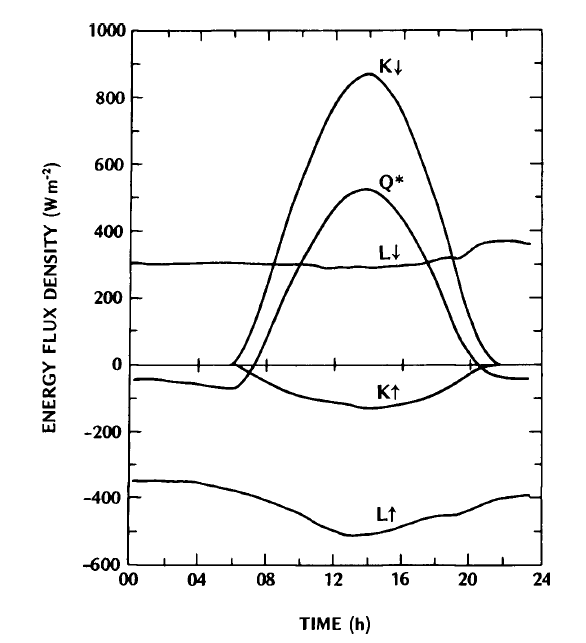 1000
800
600
400
200
0
-200
-400
-600
ENERGY FLUX DENSITY (Wm-2)
K↓
Q*
L↓
K↑
L↑
00 04 08 12 16 20 24
TIME (h)